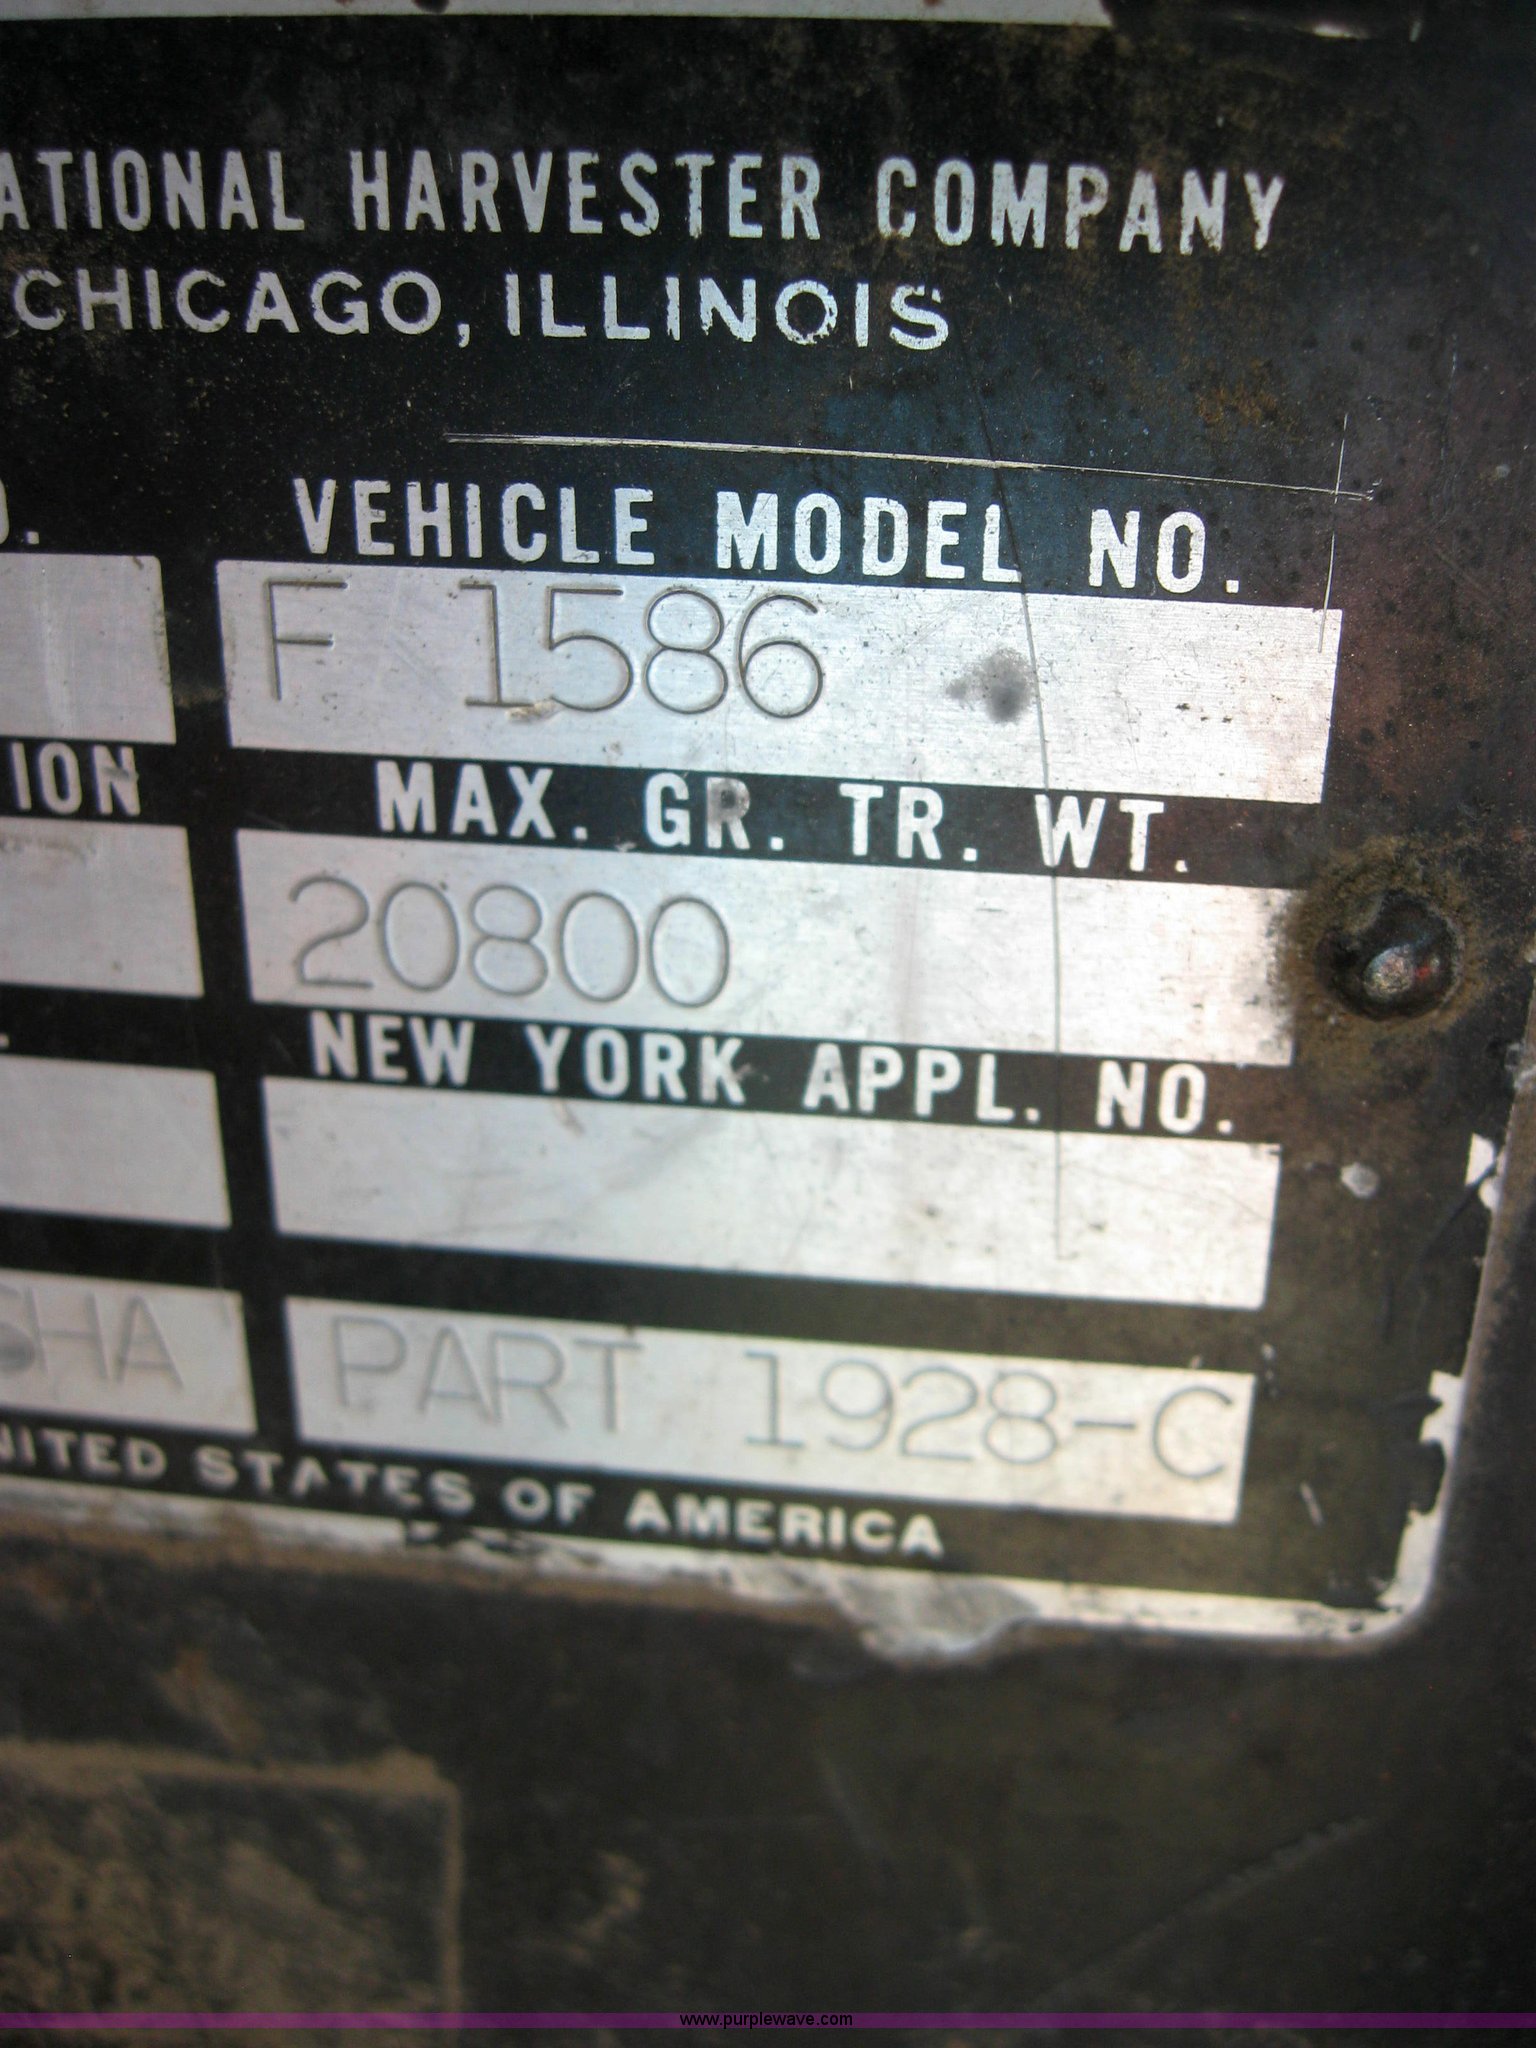 ATIONAL HARVESTER COMPANY
CHICAGO, ILLINOIS
O. VEHICLE MODEL NO.
F 1586
ION MAX. GR. TR. WT.
20800
NEW YORK APPL. NO.
SHA PART 1928-C
NITED STATES OF AMERICA
www.purplewave.com